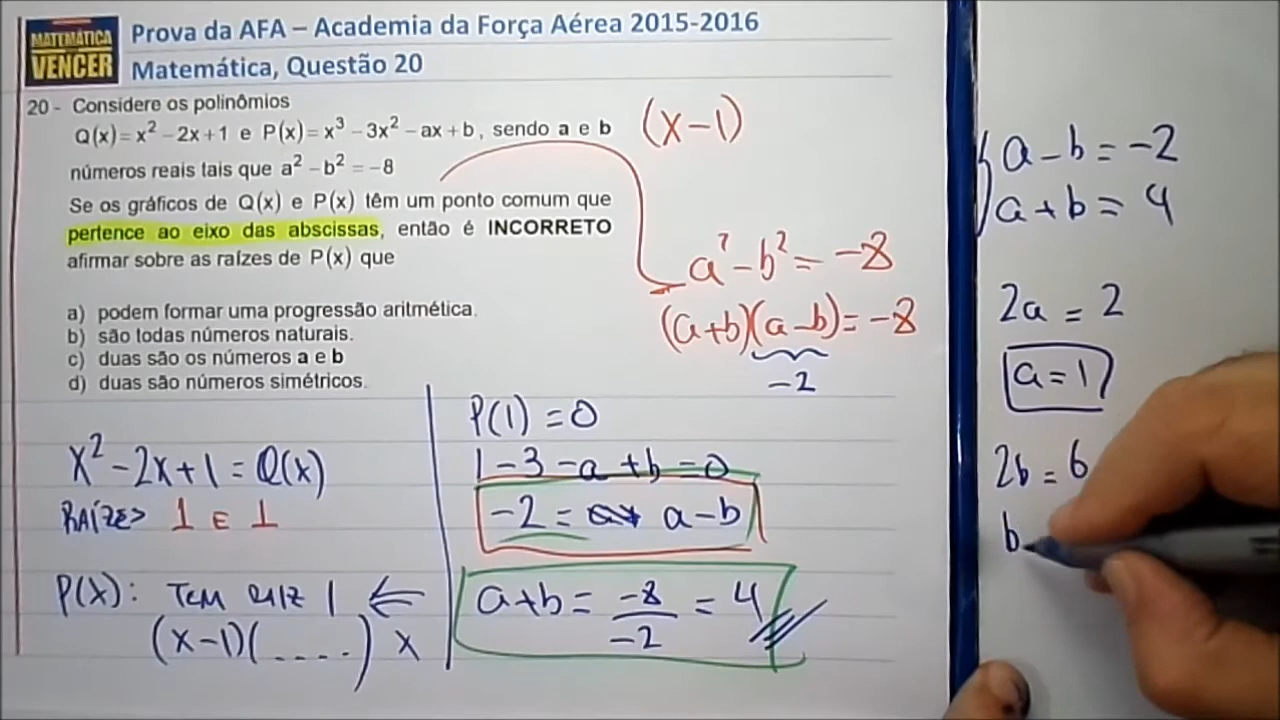 MATEMÁTICA
PRA
VENCER
Prova da AFA – Academia da Força Aérea 2015-2016
Matemática, Questão 20
20 - Considere os polinômios
Q(x) = x² − 2x + 1 e P(x) = x³ − 3x² − ax + b , sendo a e b
números reais tais que a² − b² = −8
Se os gráficos de Q(x) e P(x) têm um ponto comum que
pertence ao eixo das abscissas, então é INCORRETO
afirmar sobre as raízes de P(x) que
a) podem formar uma progressão aritmética.
b) são todas números naturais.
c) duas são os números a e b
d) duas são números simétricos.
x² − 2x + 1 = Q(x)
RAÍZES 1 E 1
P(x): TEM RAIZ 1 ⇐
(x−1)(....) x
(x−1)
a² − b² = −8
(a+b)(a−b) = −8
−2
P(1) = 0
1 − 3 − a + b = 0
−2 = a − b
a+b = −8/−2 = 4
a − b = −2
a + b = 4
2a = 2
a = 1
2b = 6
b